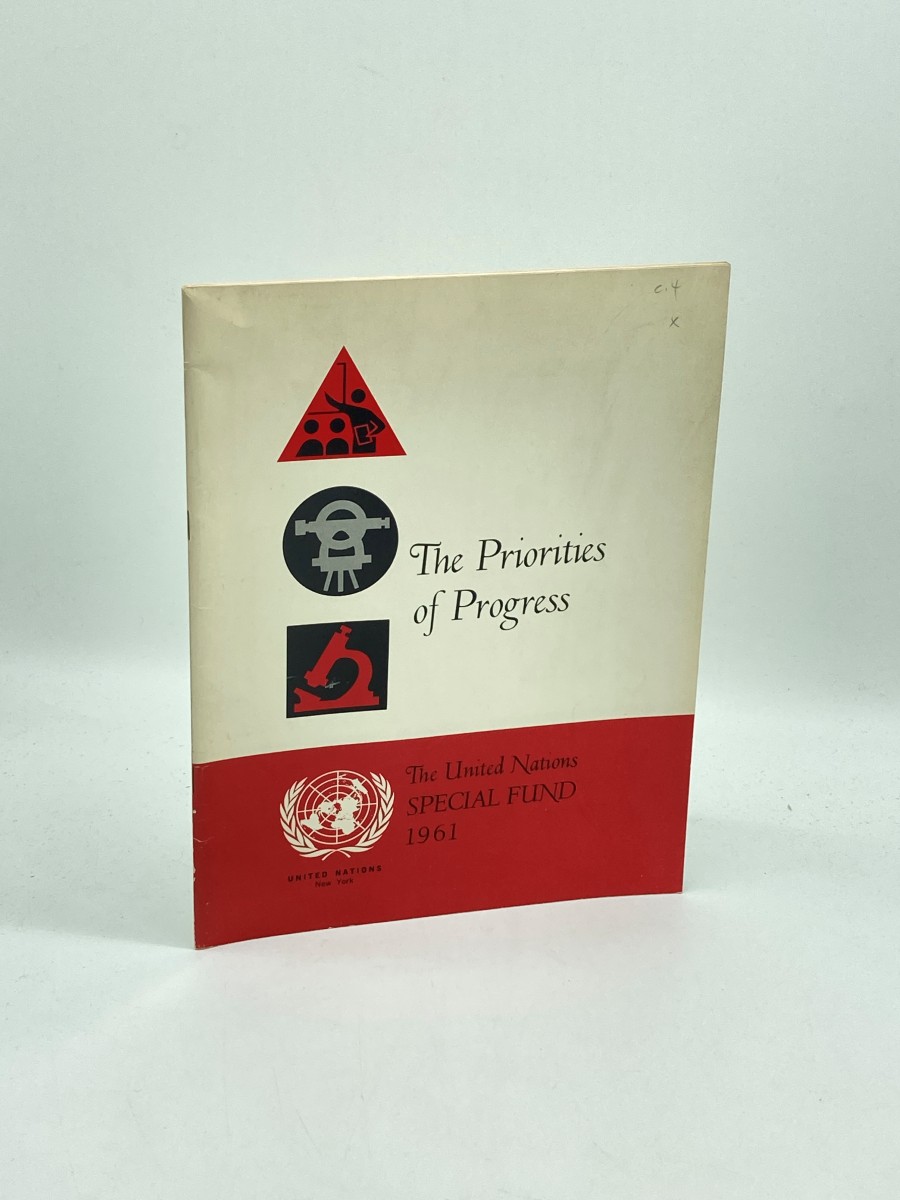 c.4
x
The Priorities
of Progress
The United Nations
SPECIAL FUND
1961
UNITED NATIONS
New York